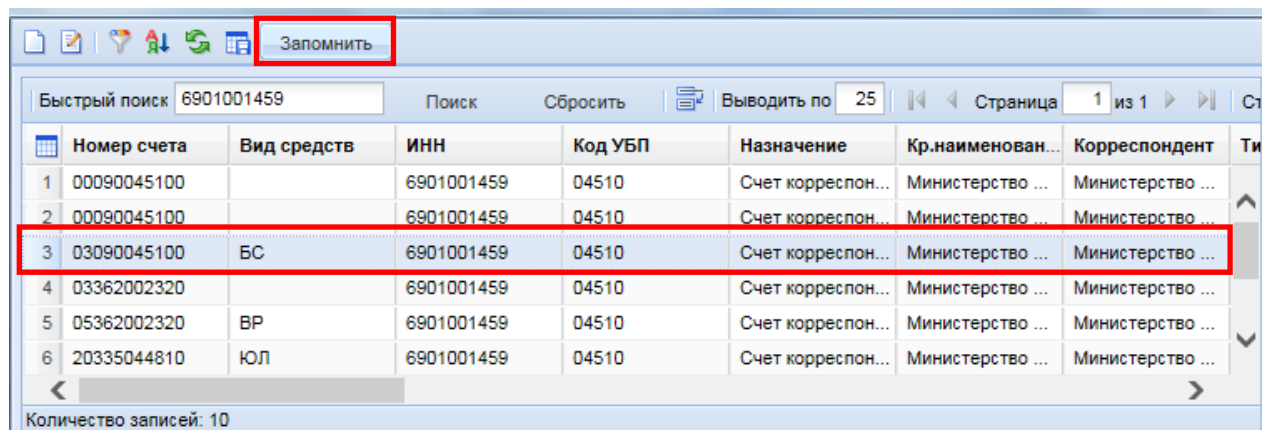 Запомнить
Быстрый поиск 6901001459 Поиск Сбросить Выводить по 25 Страница 1 из 1 Ст
Номер счета Вид средств ИНН Код УБП Назначение Кр.наименован... Корреспондент Ти
1 00090045100 6901001459 04510 Счет корреспон... Министерство ... Министерство ...
2 00090045100 6901001459 04510 Счет корреспон... Министерство ... Министерство ...
3 03090045100 БС 6901001459 04510 Счет корреспон... Министерство ... Министерство ...
4 03362002320 6901001459 04510 Счет корреспон... Министерство ... Министерство ...
5 05362002320 ВР 6901001459 04510 Счет корреспон... Министерство ... Министерство ...
6 20335044810 ЮЛ 6901001459 04510 Счет корреспон... Министерство ... Министерство ...
Количество записей: 10